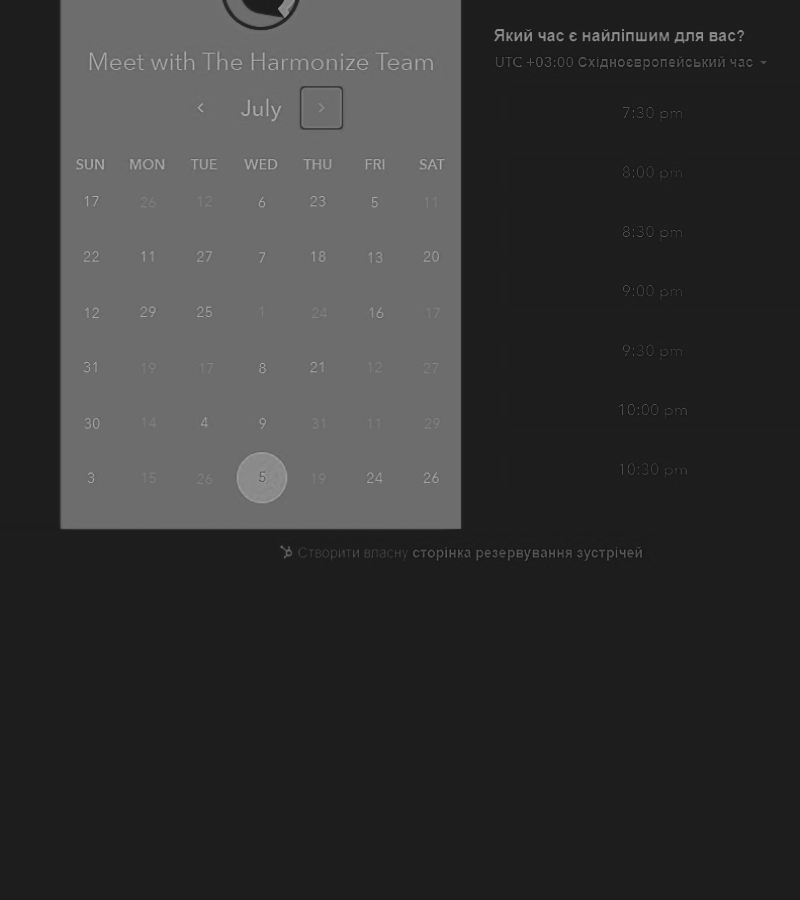 Meet with The Harmonize Team
July
SUN MON TUE WED THU FRI SAT
17 26 12 6 23 5 11
22 11 27 7 18 13 20
12 29 25 1 24 16 17
31 19 17 8 21 12 27
30 14 4 9 31 11 29
3 15 26 5 19 24 26
Який час є найліпшим для вас?
UTC +03:00 Східноєвропейський час
7:30 pm
8:00 pm
8:30 pm
9:00 pm
9:30 pm
10:00 pm
10:30 pm
Створити власну сторінка резервування зустрічей